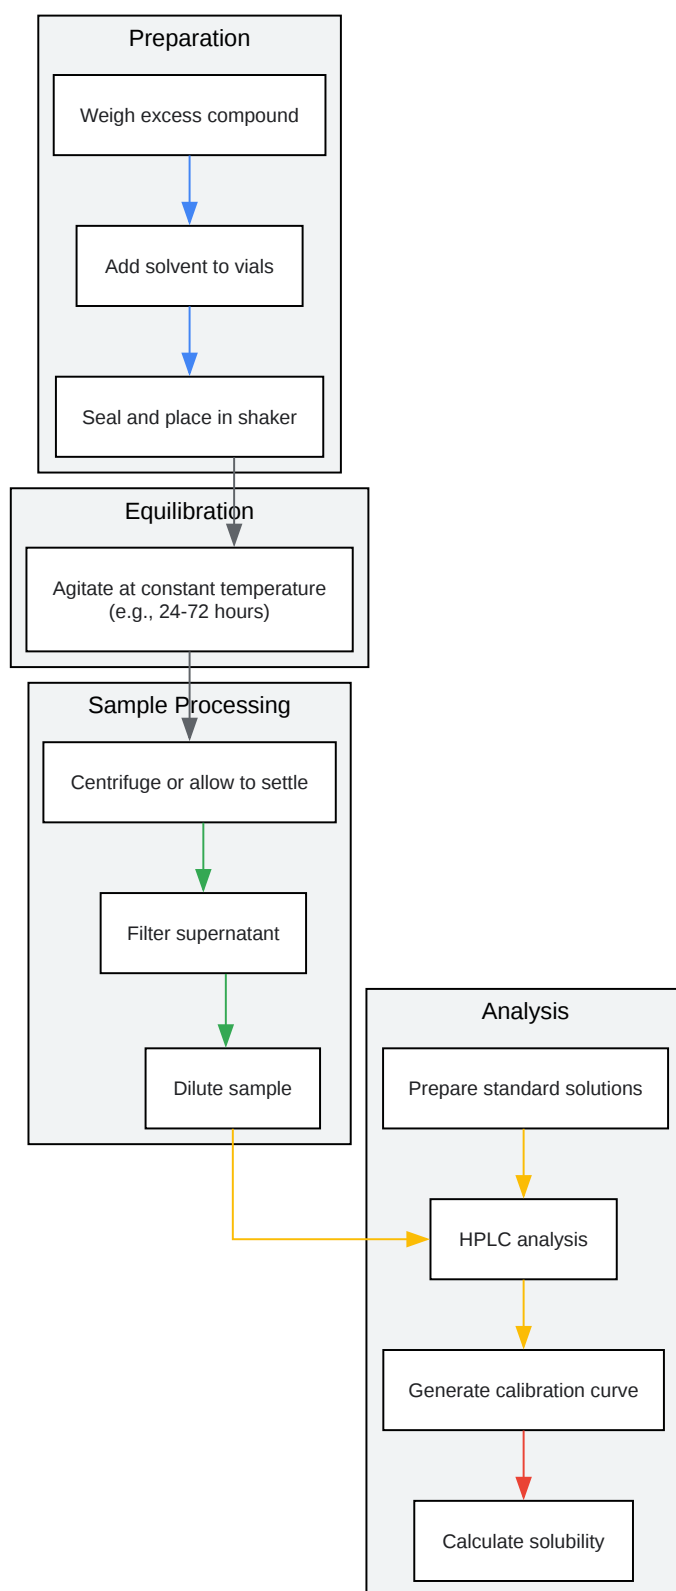 Preparation
Weigh excess compound
Add solvent to vials
Seal and place in shaker
Equilibration
Agitate at constant temperature
(e.g., 24-72 hours)
Sample Processing
Centrifuge or allow to settle
Filter supernatant
Dilute sample
Analysis
Prepare standard solutions
HPLC analysis
Generate calibration curve
Calculate solubility